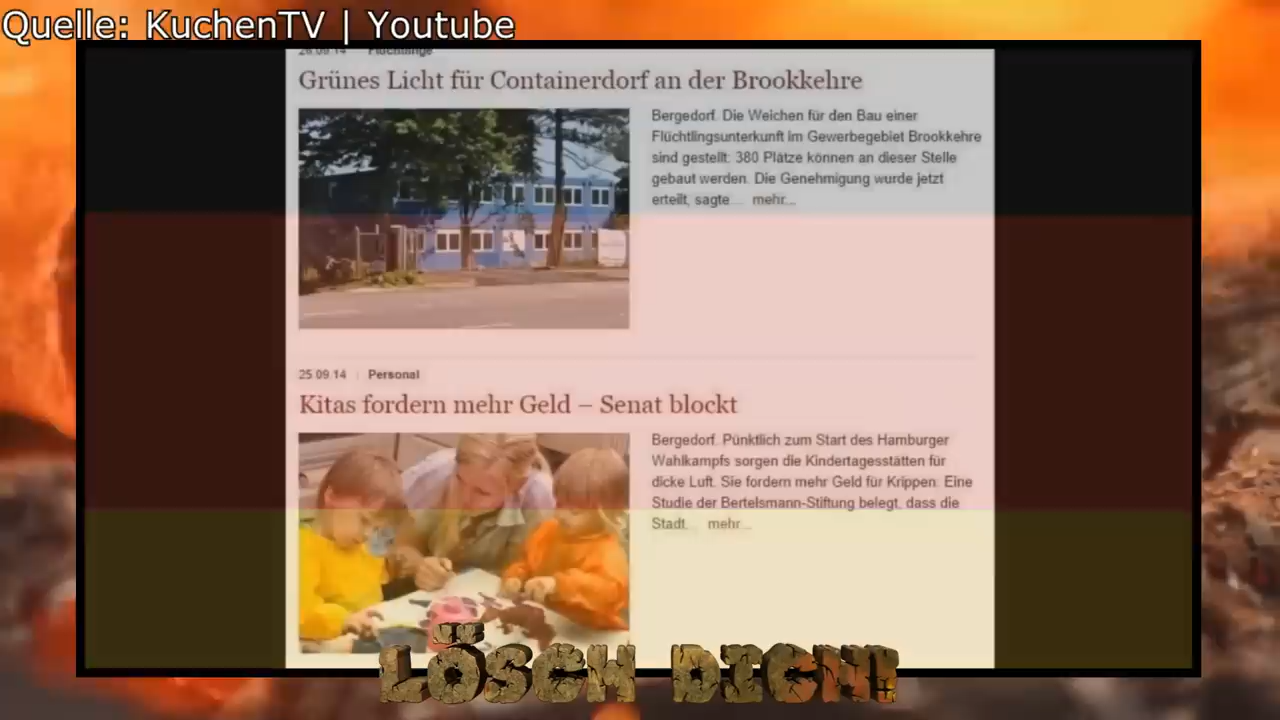 Quelle: KuchenTV | Youtube
26.09.14 Flüchtlinge
Grünes Licht für Containerdorf an der Brookkehre
Bergedorf. Die Weichen für den Bau einer
Flüchtlingsunterkunft im Gewerbegebiet Brookkehre
sind gestellt: 380 Plätze können an dieser Stelle
gebaut werden. Die Genehmigung wurde jetzt
erteilt, sagte... mehr...
25.09.14 | Personal
Kitas fordern mehr Geld – Senat blockt
Bergedorf. Pünktlich zum Start des Hamburger
Wahlkampfs sorgen die Kindertagesstätten für
dicke Luft. Sie fordern mehr Geld für Krippen. Eine
Studie der Bertelsmann-Stiftung belegt, dass die
Stadt... mehr...
LÖSCH DICH!